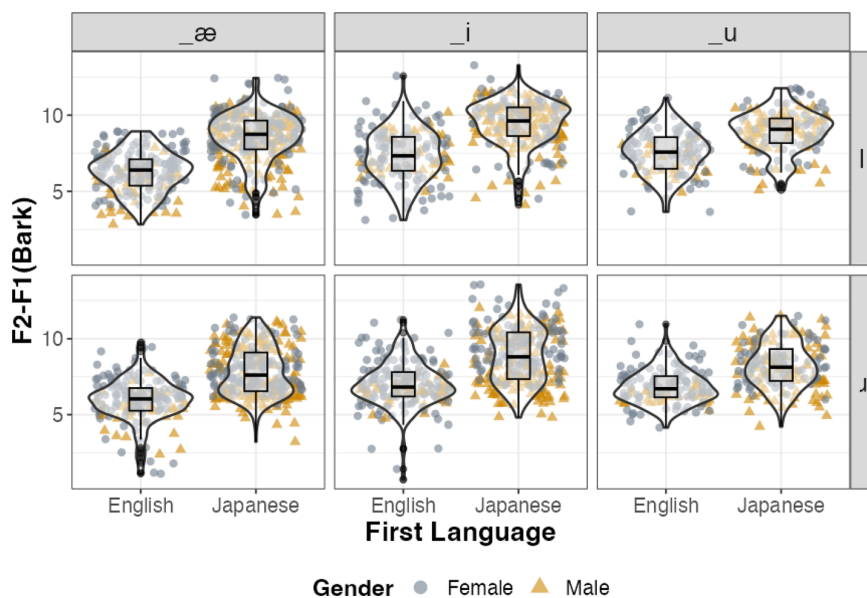 _æ _i _u
10
5
l
10
5
F2-F1(Bark)
English Japanese English Japanese English Japanese
First Language
Gender Female Male